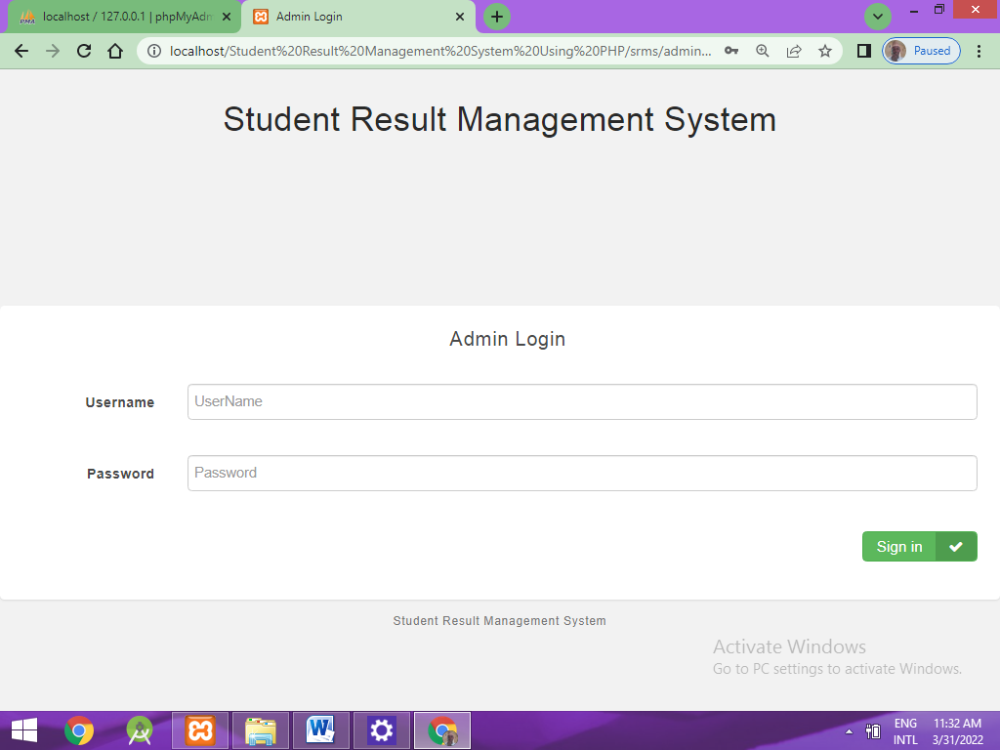 localhost / 127.0.0.1 | phpMyAdm
Admin Login
localhost/Student%20Result%20Management%20System%20Using%20PHP/srms/admin...
Paused
Student Result Management System
Admin Login
Username
UserName
Password
Password
Sign in
Student Result Management System
Activate Windows
Go to PC settings to activate Windows.
ENG
11:32 AM
INTL
3/31/2022